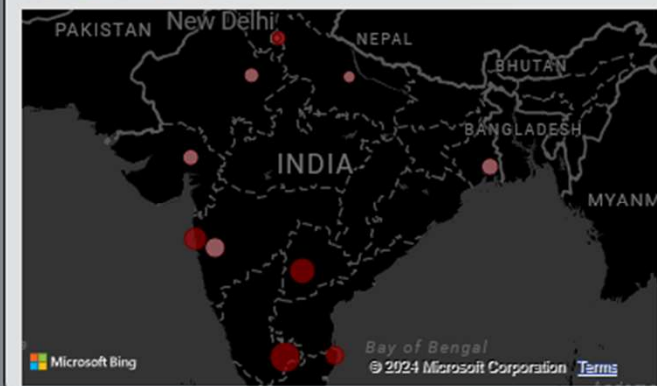 PAKISTAN
New Delhi
NEPAL
BHUTAN
BANGLADESH
INDIA
MYANM
Bay of Bengal
Microsoft Bing
© 2024 Microsoft Corporation Terms